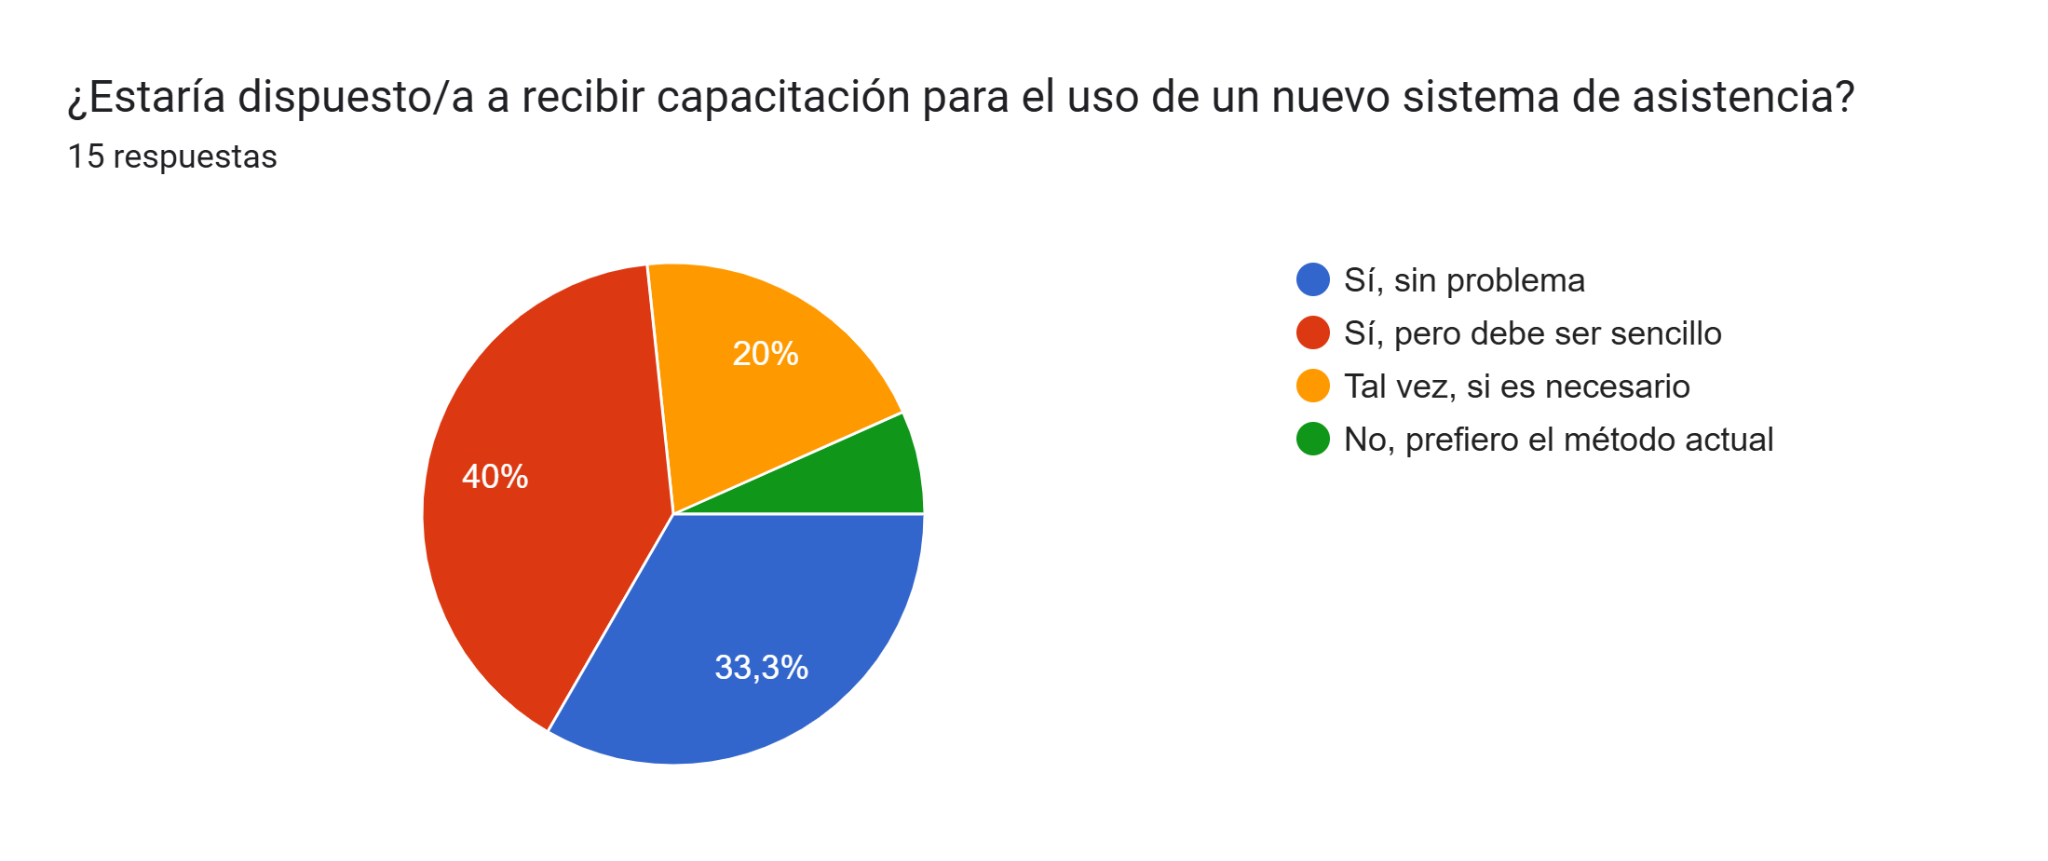 ¿Estaría dispuesto/a a recibir capacitación para el uso de un nuevo sistema de asistencia?
15 respuestas
20%
40%
33,3%
Sí, sin problema
Sí, pero debe ser sencillo
Tal vez, si es necesario
No, prefiero el método actual